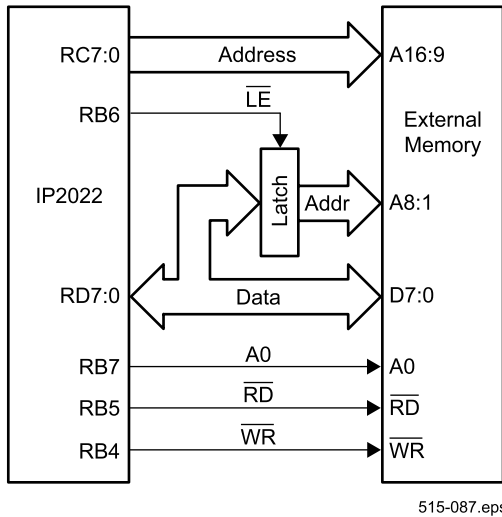 RC7:0 Address A16:9
RB6 LE
External
Memory
IP2022
Latch
Addr A8:1
RD7:0 Data D7:0
RB7 A0 A0
RB5 RD RD
RB4 WR WR
515-087.eps